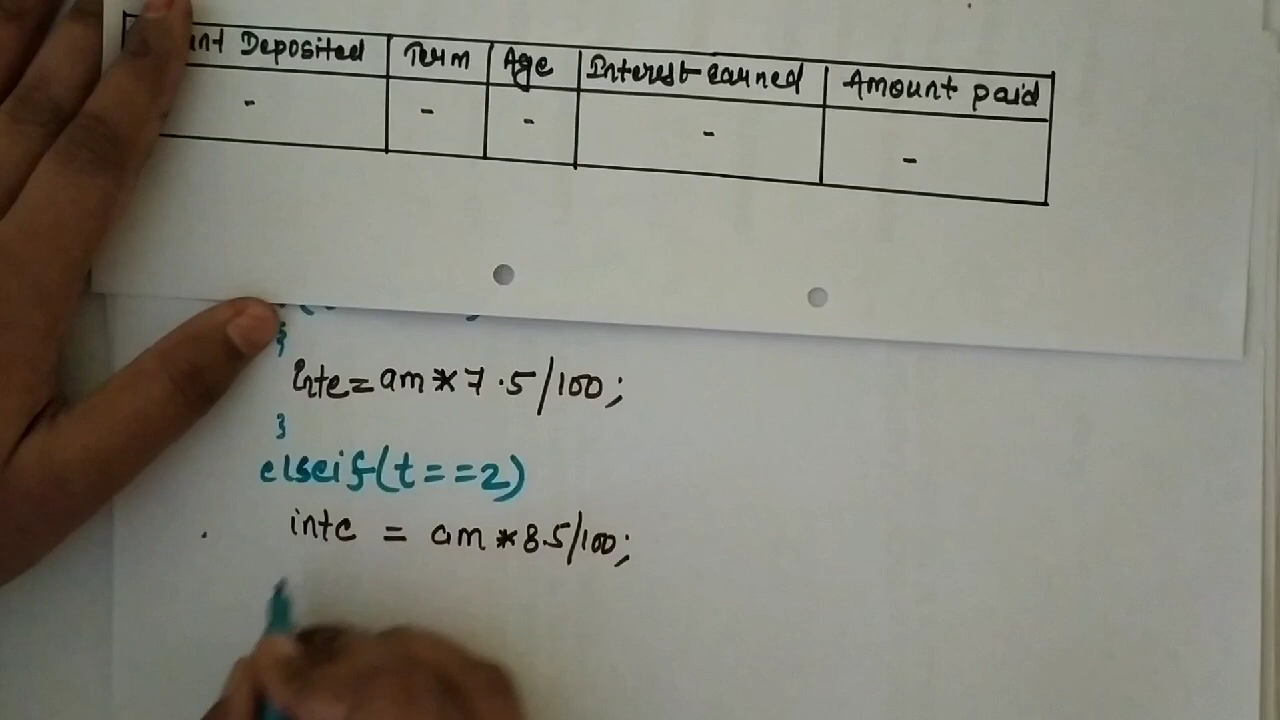 Deposited Term Age Interest earned Amount paid
- - - - -
}
inte=am*7.5/100;
}
elseif(t==2)
inte = am*8.5/100;